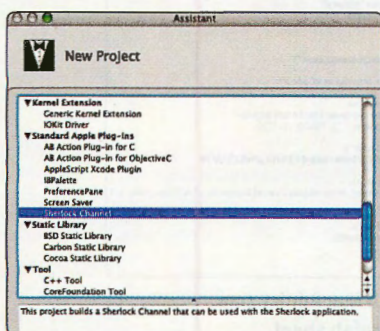 Assistant
New Project
Kernel Extension
Generic Kernel Extension
IOKit Driver
Standard Apple Plug-ins
AB Action Plug-in for C
AB Action Plug-in for ObjectiveC
AppleScript Xcode Plugin
IBPalette
PreferencePane
Screen Saver
Sherlock Channel
Static Library
BSD Static Library
Carbon Static Library
Cocoa Static Library
Tool
C++ Tool
CoreFoundation Tool
This project builds a Sherlock Channel that can be used with the Sherlock application.